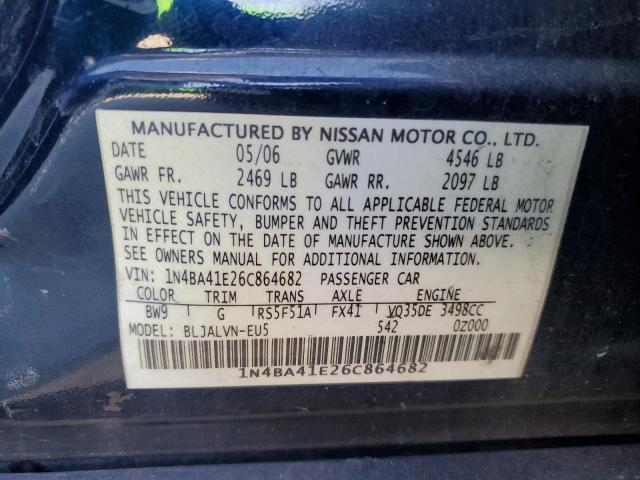 MANUFACTURED BY NISSAN MOTOR CO., LTD.
DATE 05/06 GVWR 4546 LB
GAWR FR. 2469 LB GAWR RR. 2097 LB
THIS VEHICLE CONFORMS TO ALL APPLICABLE FEDERAL MOTOR
VEHICLE SAFETY, BUMPER AND THEFT PREVENTION STANDARDS
IN EFFECT ON THE DATE OF MANUFACTURE SHOWN ABOVE.
SEE OWNERS MANUAL FOR ADDITIONAL INFORMATION.
VIN: 1N4BA41E26C864682 PASSENGER CAR
COLOR TRIM TRANS AXLE ENGINE
BW9 G RS5F51A FX41 VQ35DE 3498CC
MODEL: BLJALVN-EU5 542 0Z000
1N4BA41E26C864682